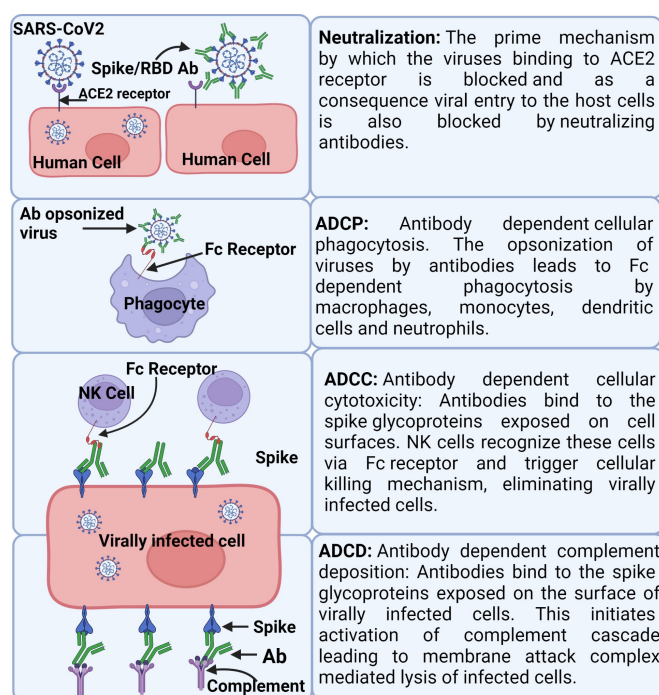 SARS-CoV2
Spike/RBD Ab
ACE2 receptor
Human Cell
Human Cell
Neutralization: The prime mechanism
by which the viruses binding to ACE2
receptor is blocked and as a
consequence viral entry to the host cells
is also blocked by neutralizing
antibodies.
Ab opsonized
virus
Fc Receptor
Phagocyte
ADCP: Antibody dependent cellular
phagocytosis. The opsonization of
viruses by antibodies leads to Fc
dependent phagocytosis by
macrophages, monocytes, dendritic
cells and neutrophils.
Fc Receptor
NK Cell
Spike
Virally infected cell
ADCC: Antibody dependent cellular
cytotoxicity: Antibodies bind to the
spike glycoproteins exposed on cell
surfaces. NK cells recognize these cells
via Fc receptor and trigger cellular
killing mechanism, eliminating virally
infected cells.
Spike
Ab
Complement
ADCD: Antibody dependent complement
deposition: Antibodies bind to the spike
glycoproteins exposed on the surface of
virally infected cells. This initiates
activation of complement cascade
leading to membrane attack complex
mediated lysis of infected cells.